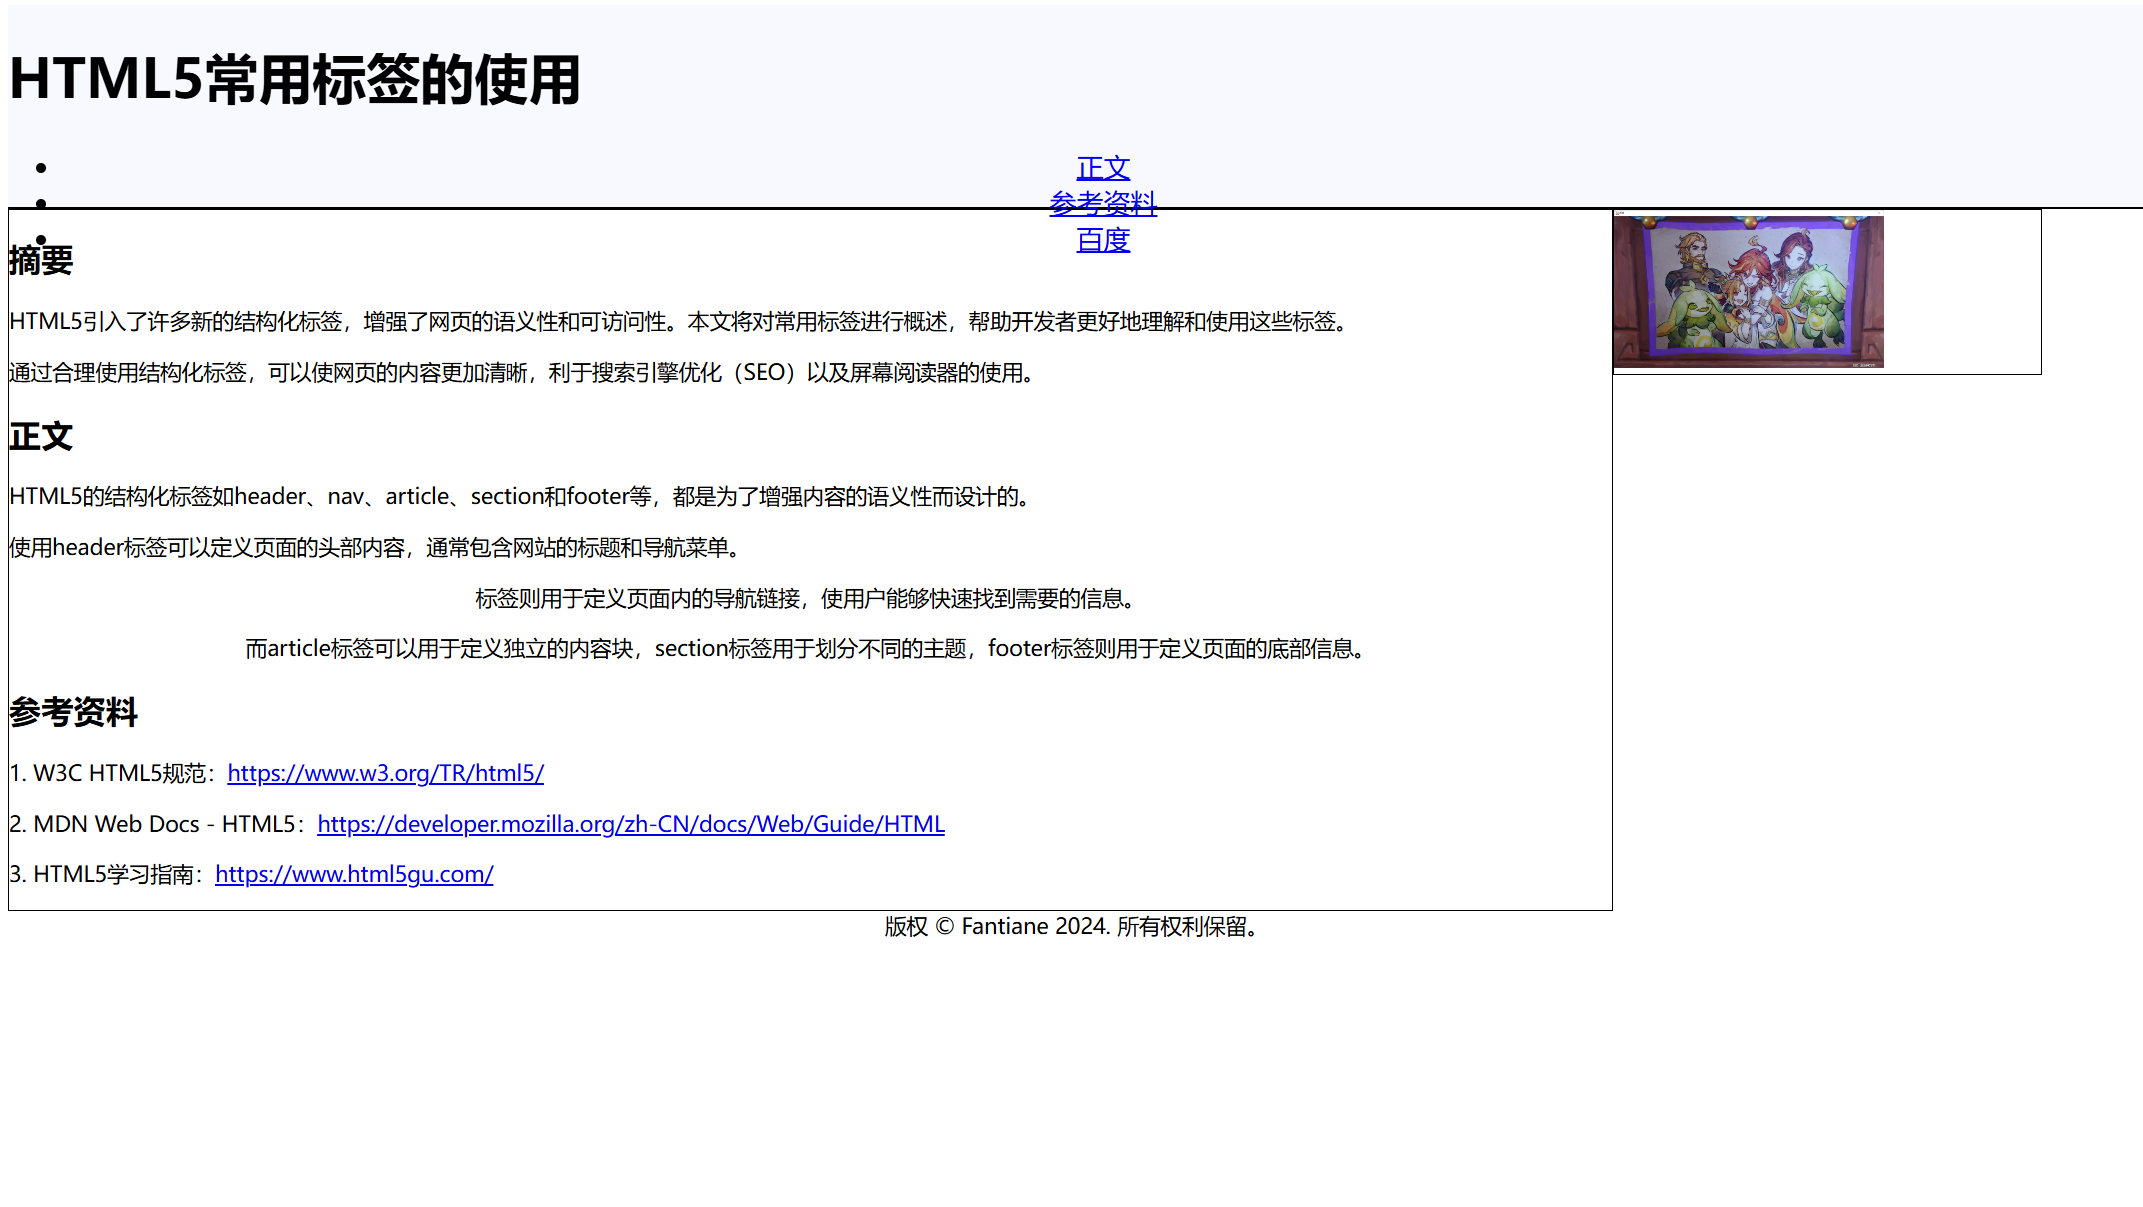 HTML5常用标签的使用
正文
参考资料
百度
摘要
HTML5引入了许多新的结构化标签，增强了网页的语义性和可访问性。本文将对常用标签进行概述，帮助开发者更好地理解和使用这些标签。
通过合理使用结构化标签，可以使网页的内容更加清晰，利于搜索引擎优化（SEO）以及屏幕阅读器的使用。
正文
HTML5的结构化标签如header、nav、article、section和footer等，都是为了增强内容的语义性而设计的。
使用header标签可以定义页面的头部内容，通常包含网站的标题和导航菜单。
标签则用于定义页面内的导航链接，使用户能够快速找到需要的信息。
而article标签可以用于定义独立的内容块，section标签用于划分不同的主题，footer标签则用于定义页面的底部信息。
参考资料
1. W3C HTML5规范：https://www.w3.org/TR/html5/
2. MDN Web Docs - HTML5：https://developer.mozilla.org/zh-CN/docs/Web/Guide/HTML
3. HTML5学习指南：https://www.html5gu.com/
版权 © Fantiane 2024. 所有权利保留。